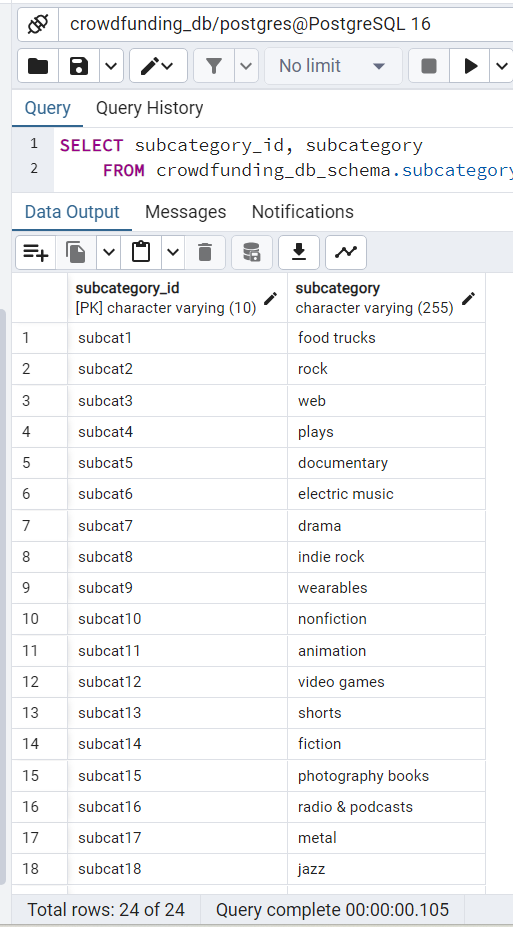 crowdfunding_db/postgres@PostgreSQL 16
No limit
Query Query History
1 SELECT subcategory_id, subcategory
2 FROM crowdfunding_db_schema.subcategory
Data Output Messages Notifications
subcategory_id subcategory
[PK] character varying (10) character varying (255)
1 subcat1 food trucks
2 subcat2 rock
3 subcat3 web
4 subcat4 plays
5 subcat5 documentary
6 subcat6 electric music
7 subcat7 drama
8 subcat8 indie rock
9 subcat9 wearables
10 subcat10 nonfiction
11 subcat11 animation
12 subcat12 video games
13 subcat13 shorts
14 subcat14 fiction
15 subcat15 photography books
16 subcat16 radio & podcasts
17 subcat17 metal
18 subcat18 jazz
Total rows: 24 of 24 Query complete 00:00:00.105